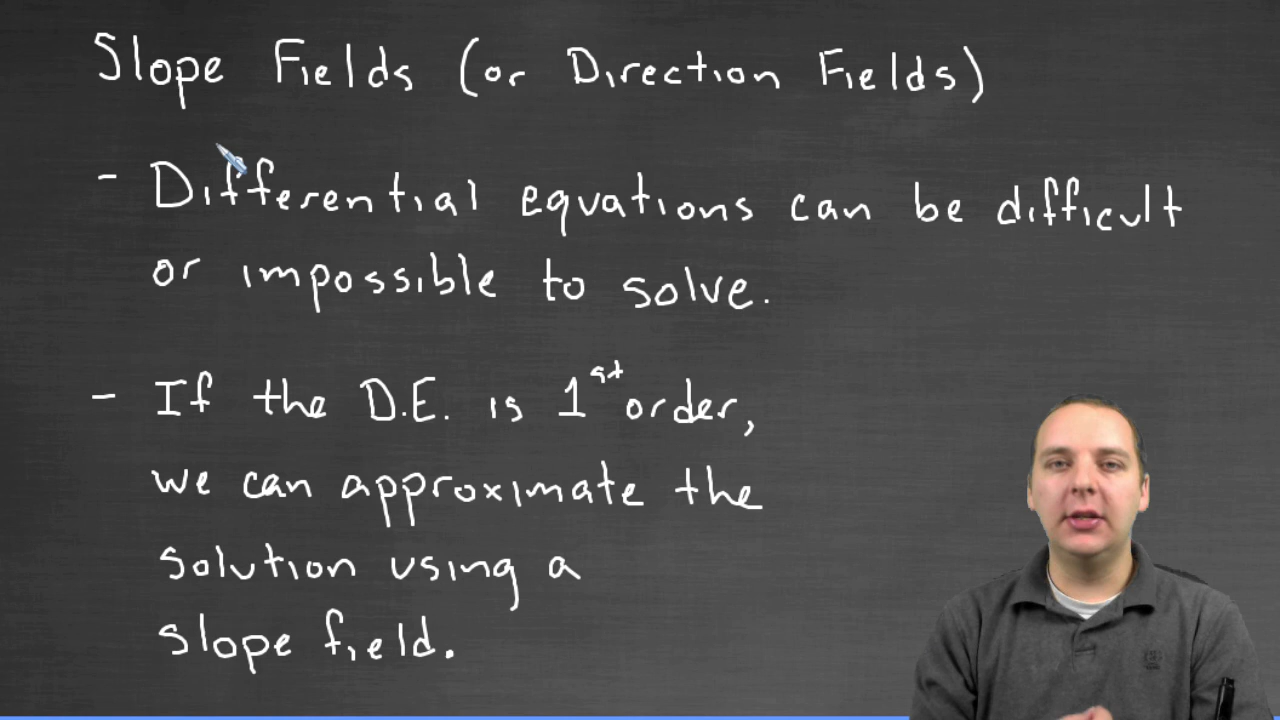 Slope Fields (or Direction Fields)
- Differential equations can be difficult
or impossible to solve.
- If the D.E. is 1st order,
we can approximate the
solution using a
slope field.